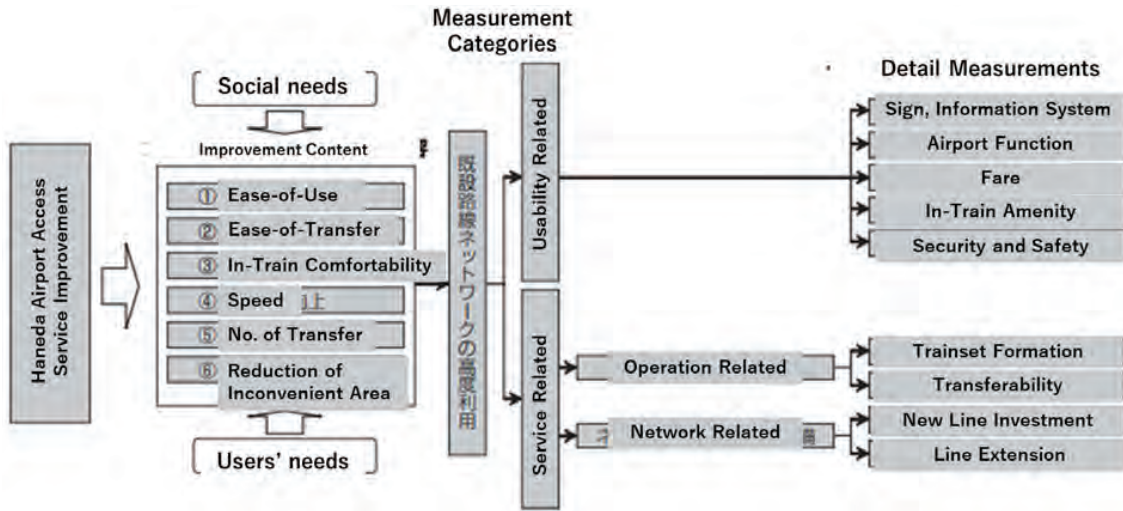 Measurement
Categories
Social needs
Detail Measurements
Haneda Airport Access
Service Improvement
Improvement Content
① Ease-of-Use
② Ease-of-Transfer
③ In-Train Comfortability
④ Speed 向上
⑤ No. of Transfer
⑥ Reduction of
Inconvenient Area
Users' needs
既設路線ネットワークの高度利用
Usability Related
Service Related
Operation Related
Network Related
Sign, Information System
Airport Function
Fare
In-Train Amenity
Security and Safety
Trainset Formation
Transferability
New Line Investment
Line Extension